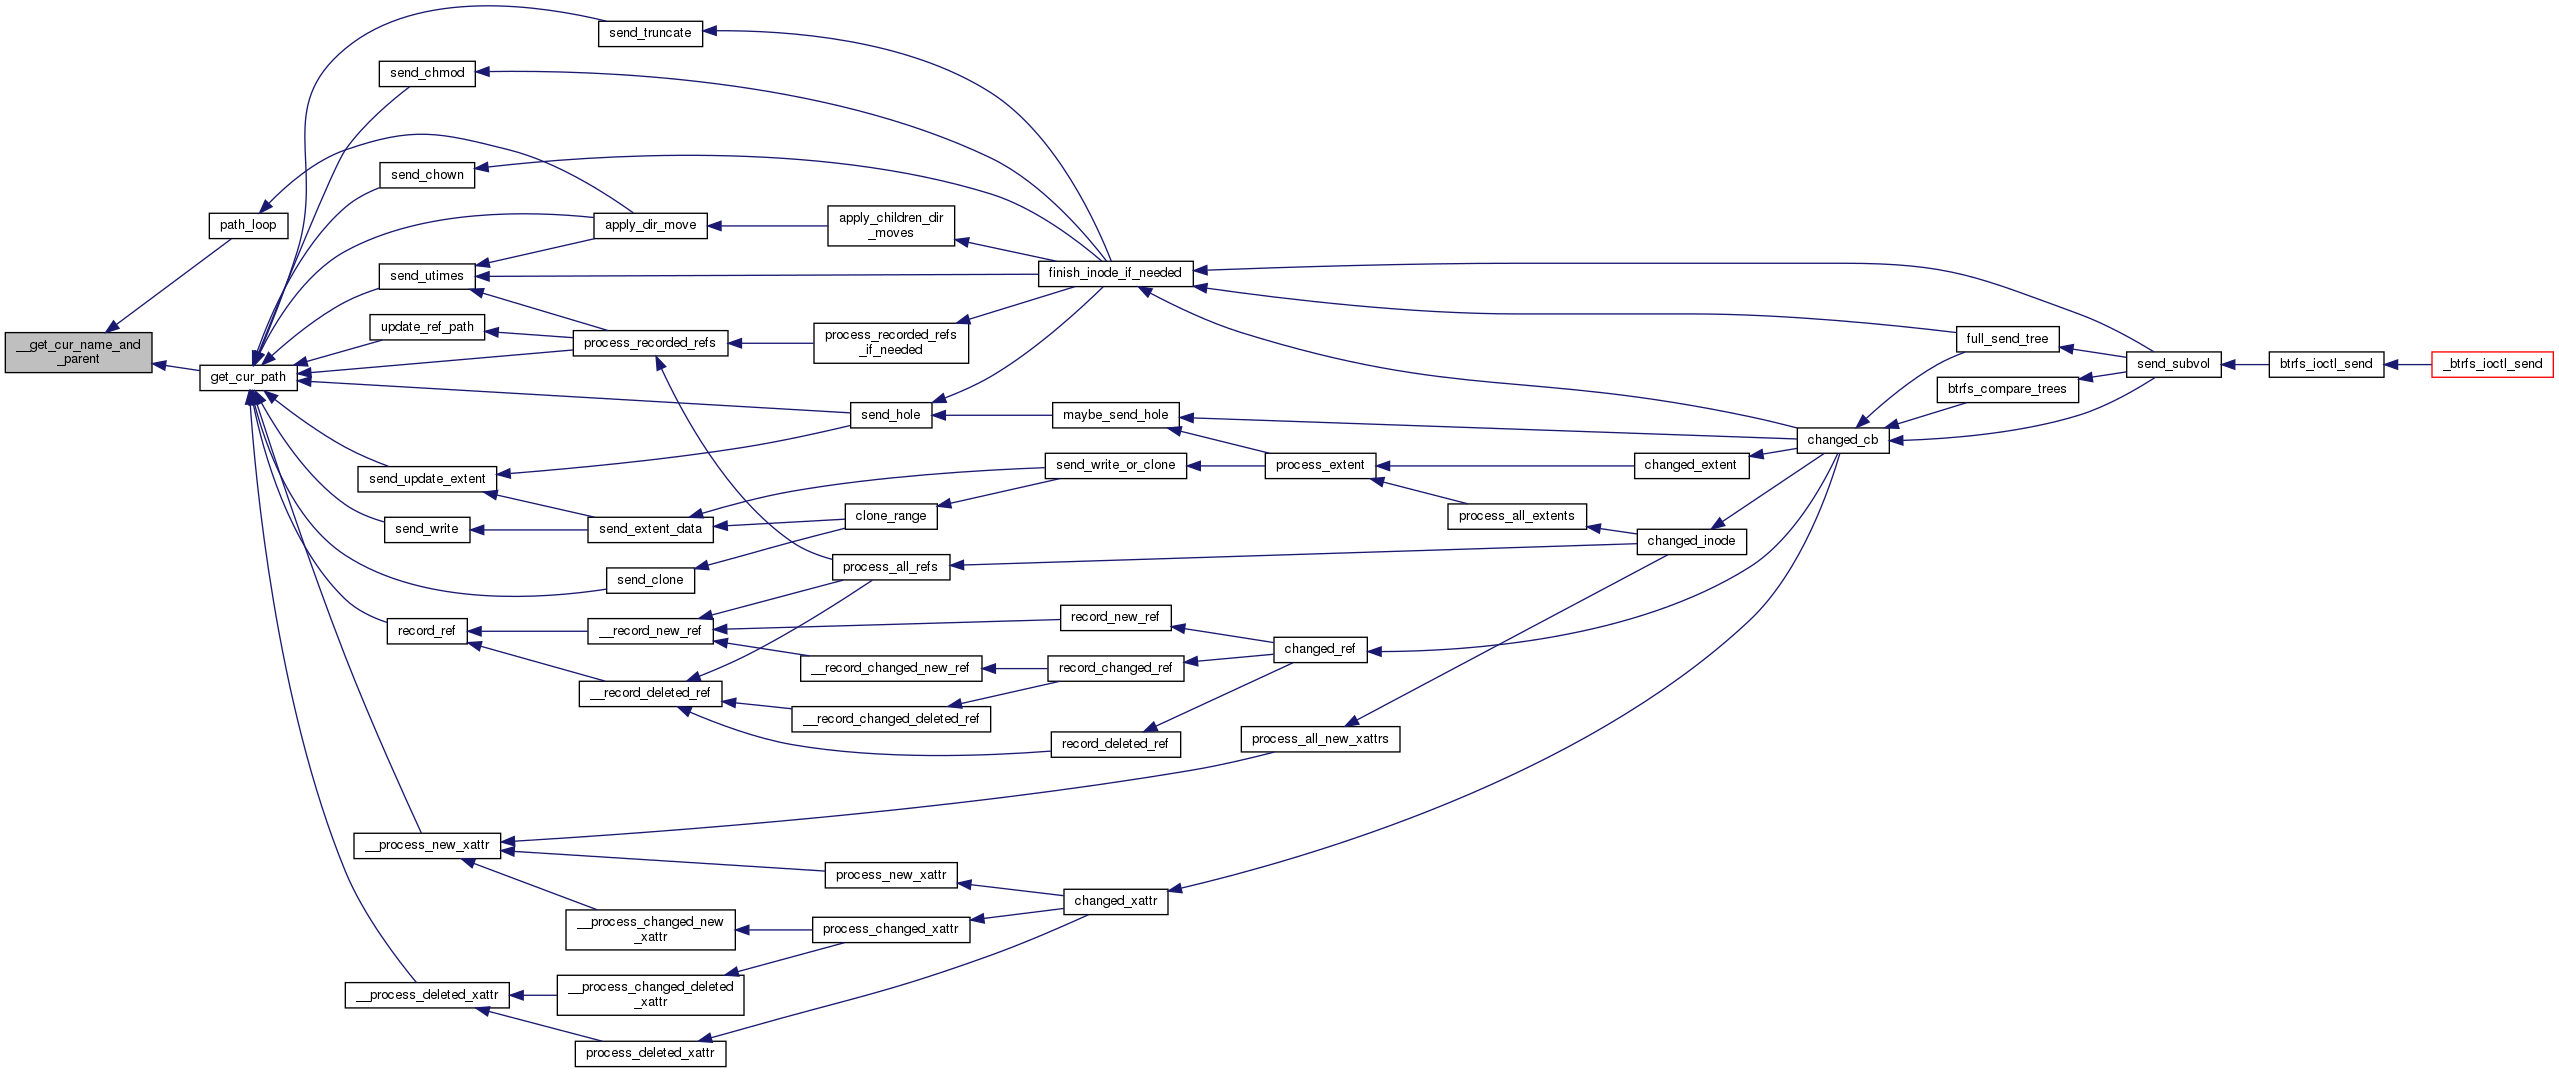 send_truncate
send_chmod
send_chown
path_loop
apply_dir_move
apply_children_dir
_moves
send_utimes
finish_inode_if_needed
update_ref_path
process_recorded_refs
process_recorded_refs
_if_needed
full_send_tree
__get_cur_name_and
_parent
get_cur_path
send_subvol
btrfs_ioctl_send
_btrfs_ioctl_send
btrfs_compare_trees
send_hole
maybe_send_hole
changed_cb
send_update_extent
send_write_or_clone
process_extent
changed_extent
send_write
send_extent_data
clone_range
process_all_extents
changed_inode
send_clone
process_all_refs
record_ref
__record_new_ref
record_new_ref
changed_ref
__record_changed_new_ref
record_changed_ref
__record_deleted_ref
__record_changed_deleted_ref
record_deleted_ref
process_all_new_xattrs
__process_new_xattr
process_new_xattr
changed_xattr
__process_changed_new
_xattr
process_changed_xattr
__process_deleted_xattr
__process_changed_deleted
_xattr
process_deleted_xattr